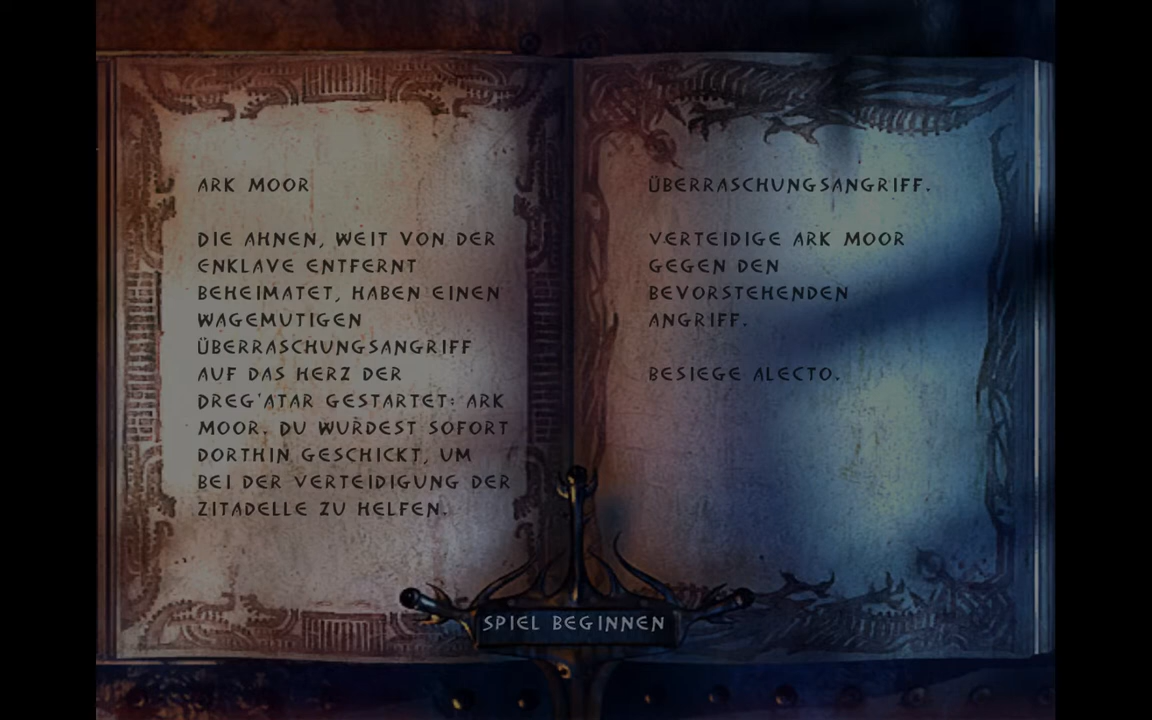 ARK MOOR
DIE AHNEN, WEIT VON DER
ENKLAVE ENTFERNT
BEHEIMATET, HABEN EINEN
WAGEMUTIGEN
ÜBERRASCHUNGSANGRIFF
AUF DAS HERZ DER
DREG'ATAR GESTARTET: ARK
MOOR. DU WURDEST SOFORT
DORTHIN GESCHICKT, UM
BEI DER VERTEIDIGUNG DER
ZITADELLE ZU HELFEN.
ÜBERRASCHUNGSANGRIFF.
VERTEIDIGE ARK MOOR
GEGEN DEN
BEVORSTEHENDEN
ANGRIFF.
BESIEGE ALECTO.
SPIEL BEGINNEN